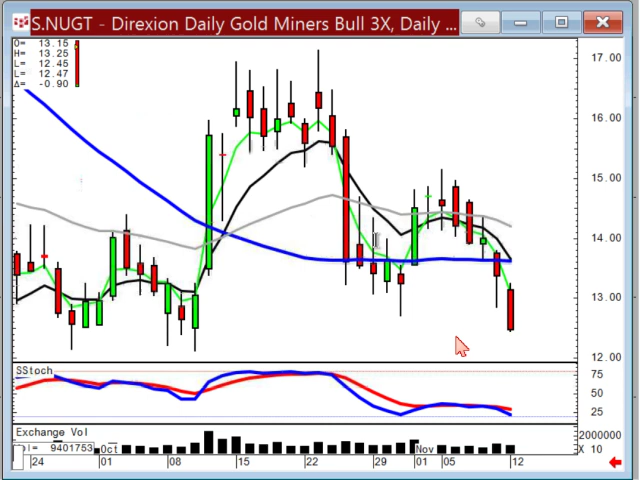 S.NUGT - Direxion Daily Gold Miners Bull 3X, Daily ...
O= 13.15
H= 13.25
L= 12.45
L= 12.47
Δ= -0.90
17.00
16.00
15.00
14.00
13.00
12.00
SStoch
75
50
25
Exchange Vol
= 9401753
2000000
X 10
24 Oct 01 08 15 22 29 Nov 01 05 12